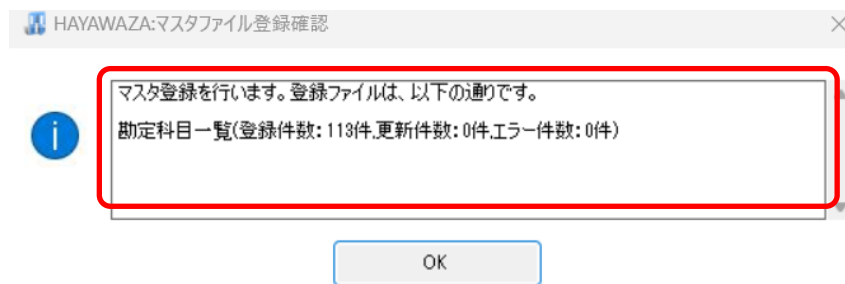 HAYAWAZA:マスタファイル登録確認
マスタ登録を行います。登録ファイルは、以下の通りです。
勘定科目一覧(登録件数:113件,更新件数:0件,エラー件数:0件)
OK